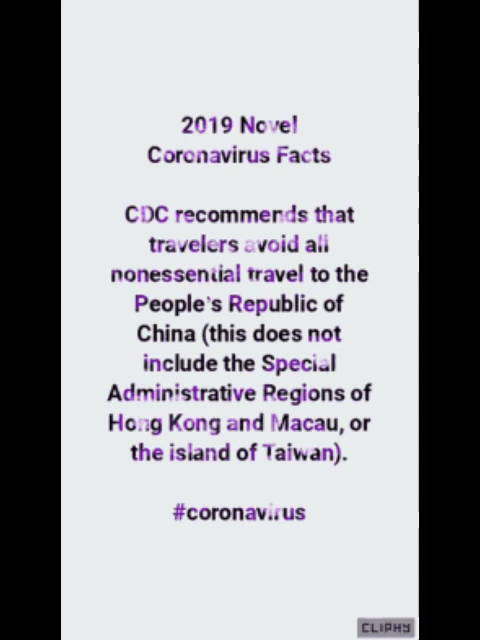 2019 Novel
Coronavirus Facts
CDC recommends that
travelers avoid all
nonessential travel to the
People's Republic of
China (this does not
include the Special
Administrative Regions of
Hong Kong and Macau, or
the island of Taiwan).
#coronavirus
CLIPHY